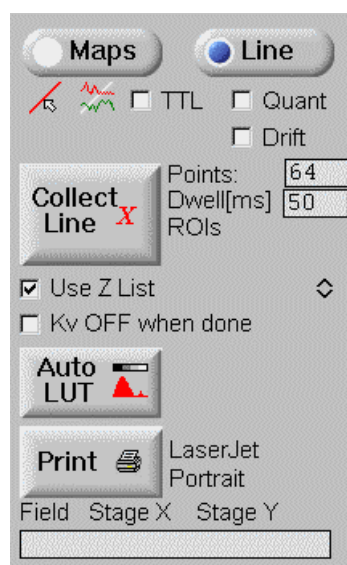 Maps Line
TTL Quant
Drift
Collect Line X
Points: 64
Dwell[ms] 50
ROIs
Use Z List
Kv OFF when done
Auto
LUT
Print
LaserJet
Portrait
Field Stage X Stage Y